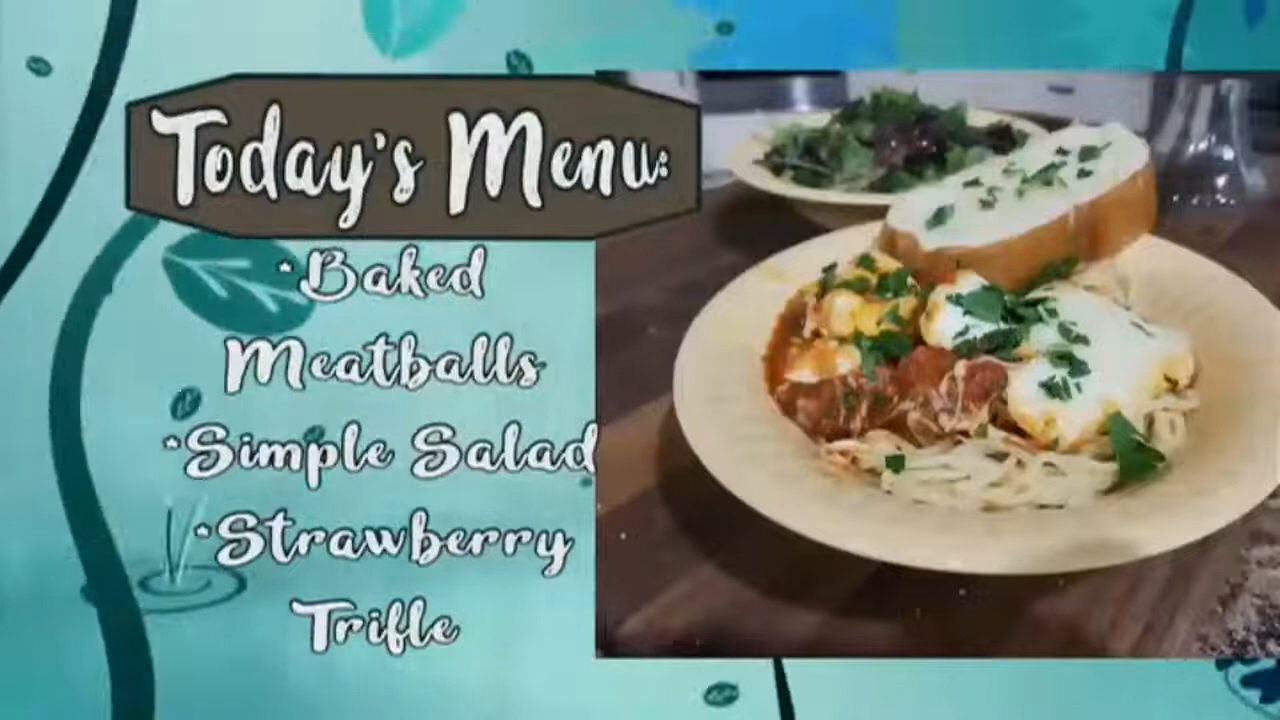 Today's Menu:
*Baked
Meatballs
*Simple Salad
*Strawberry
Trifle